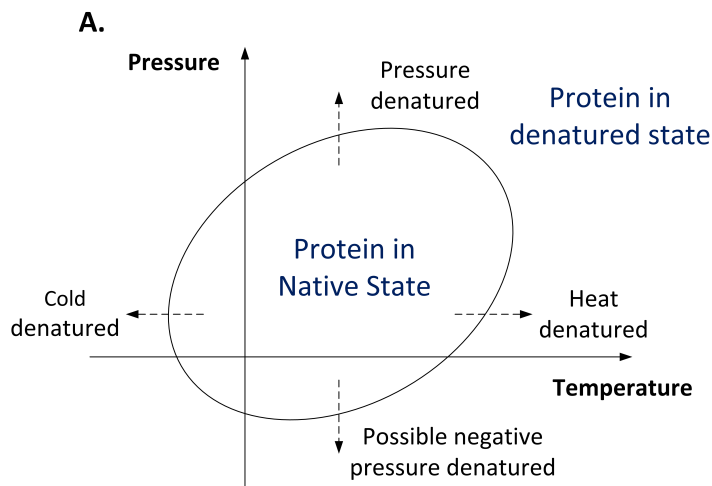 A.
Pressure
Pressure
denatured
Protein in
denatured state
Protein in
Native State
Cold
denatured
Heat
denatured
Temperature
Possible negative
pressure denatured